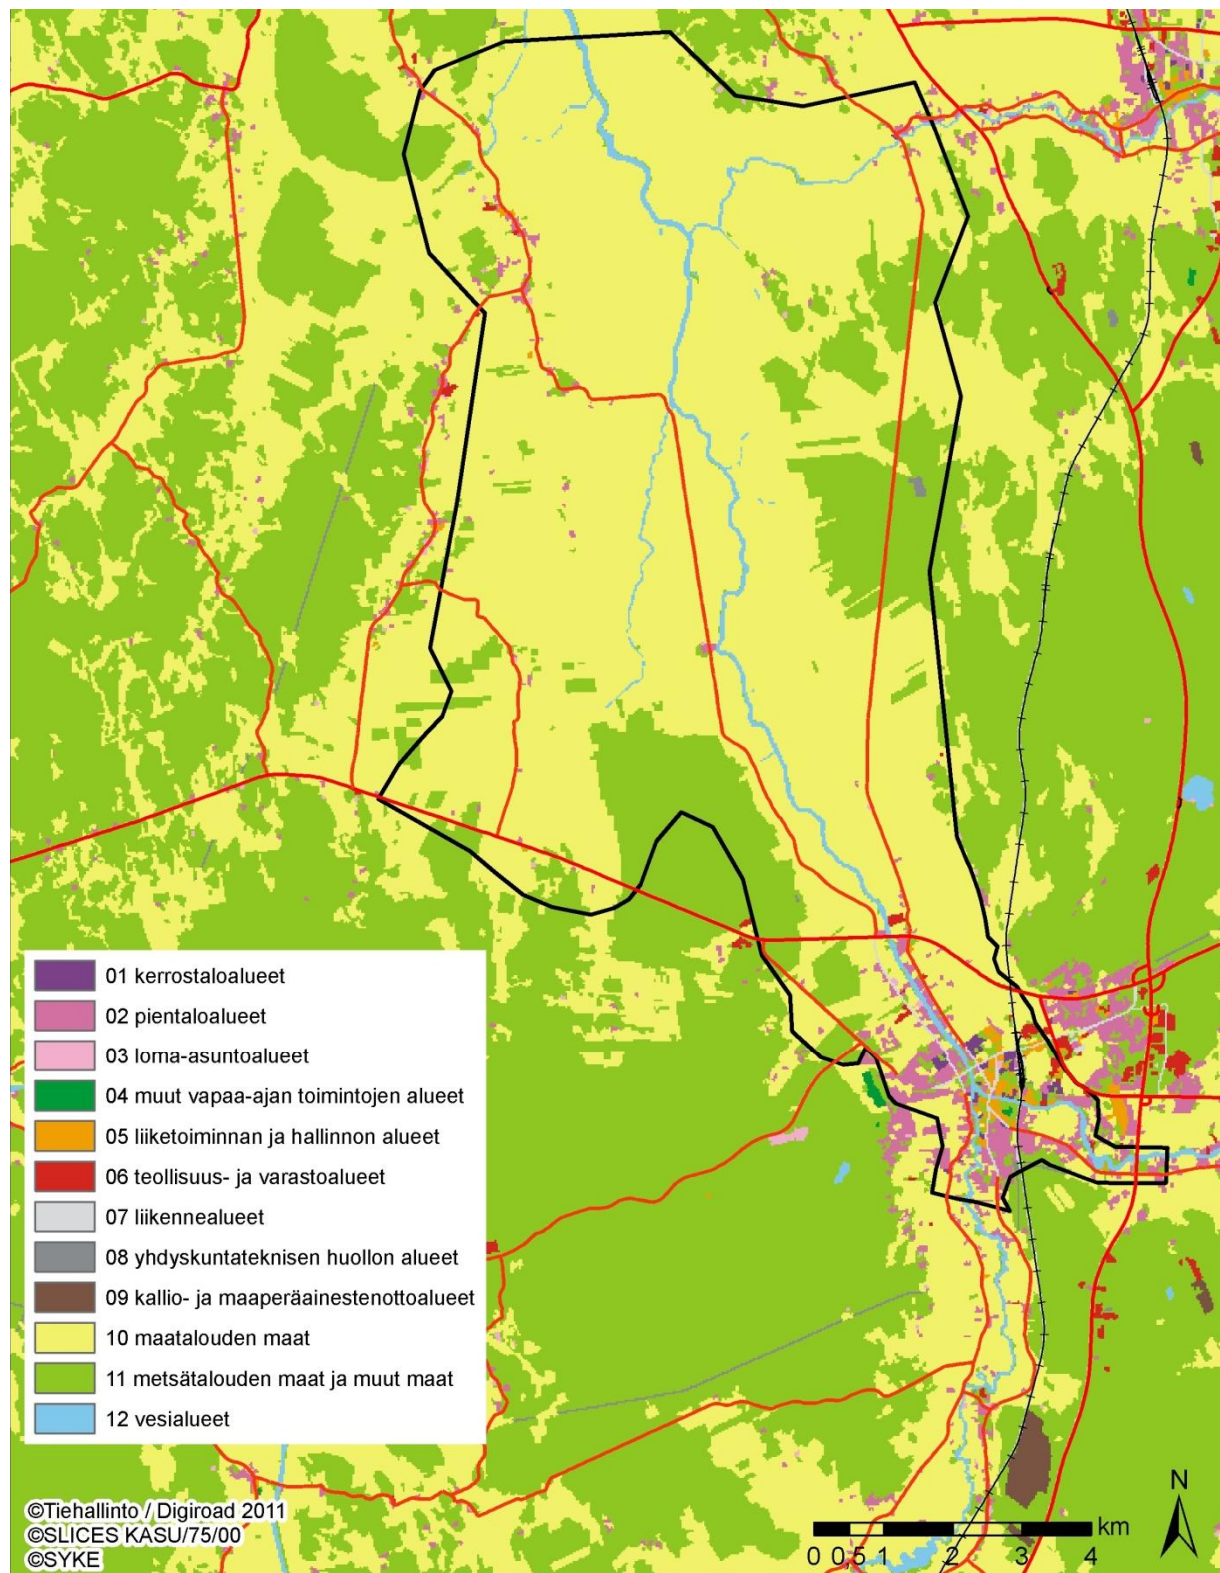 01 kerrostaloalueet
02 pientaloalueet
03 loma-asuntoalueet
04 muut vapaa-ajan toimintojen alueet
05 liiketoiminnan ja hallinnon alueet
06 teollisuus- ja varastoalueet
07 liikennealueet
08 yhdyskuntateknisen huollon alueet
09 kallio- ja maaperäainestenottoalueet
10 maatalouden maat
11 metsätalouden maat ja muut maat
12 vesialueet
©Tiehallinto / Digiroad 2011
©SLICES KASU/75/00
©SYKE
km
0 0,5 1 2 3 4
N